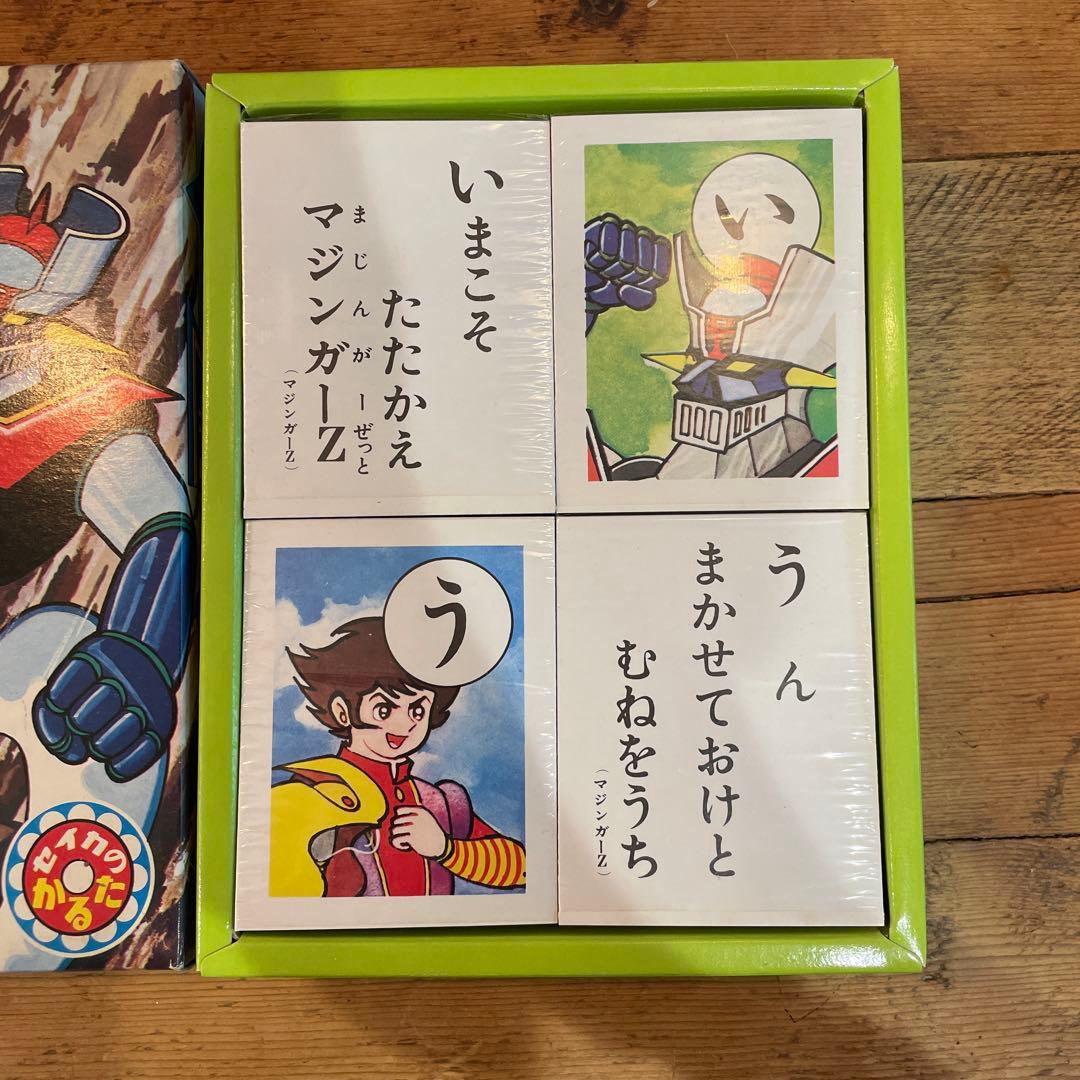 いまこそ
たたかえ
マジンガーZ
まじんがーぜっと
(マジンガーZ)
い
う
うん
まかせておけと
むねをうち
(マジンガーZ)
セイカの
かるた